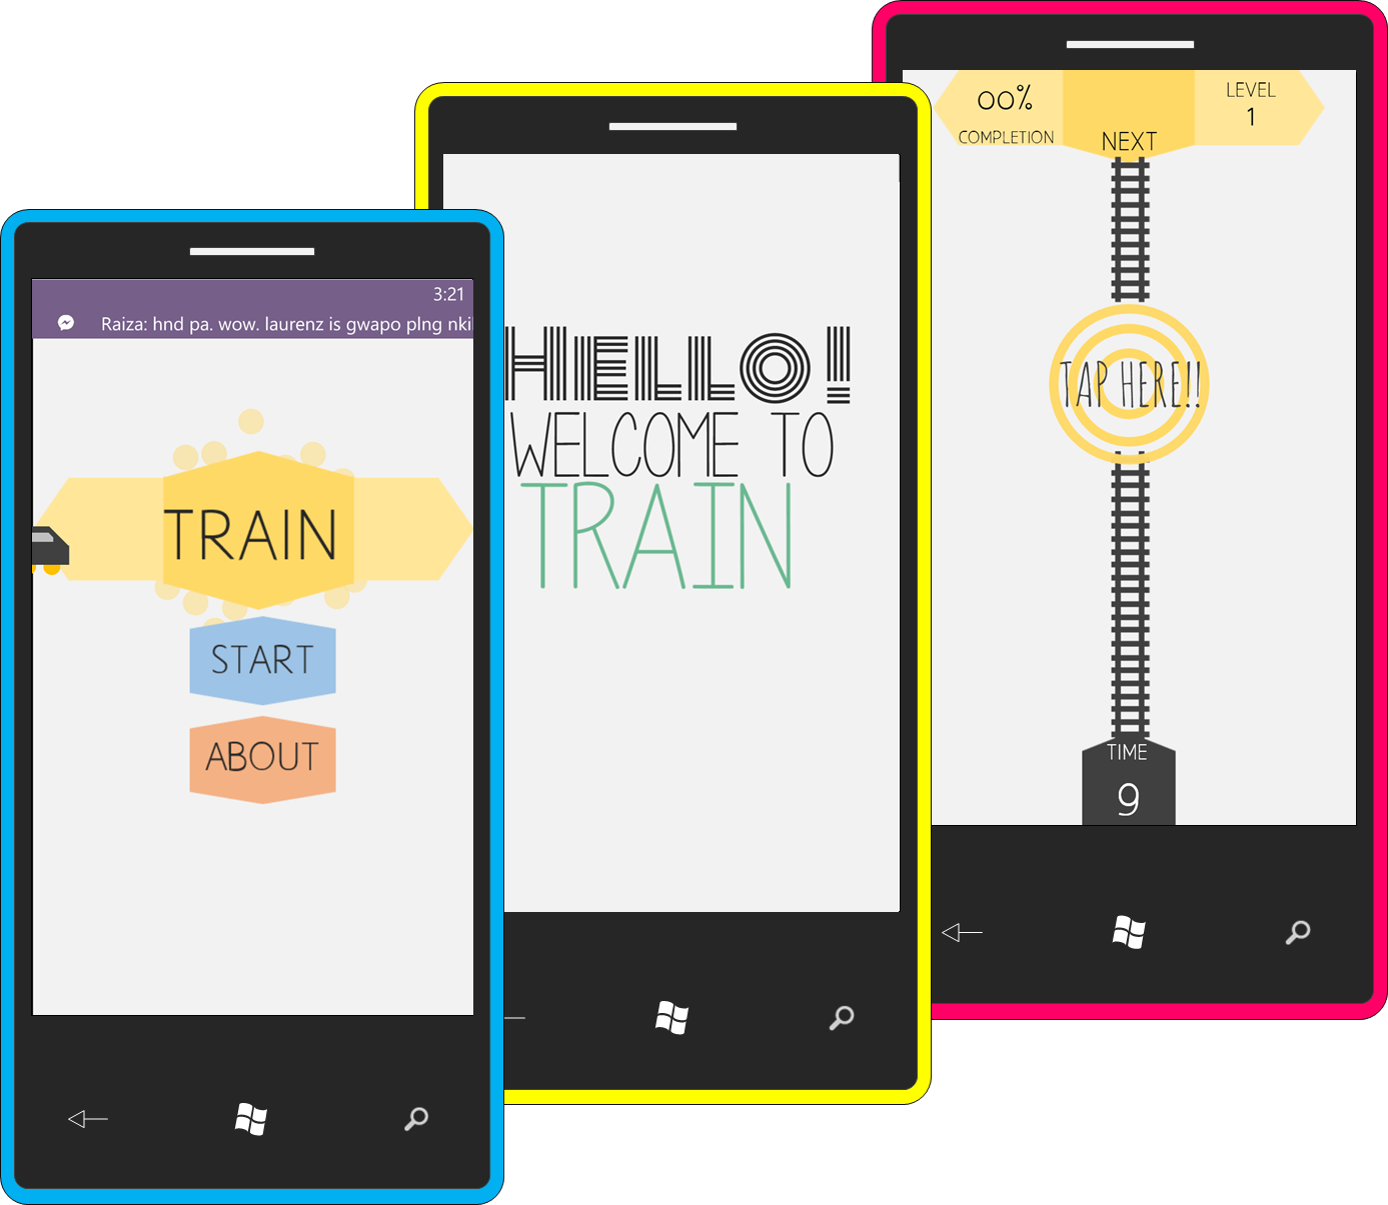 3:21
Raiza: hnd pa. wow. laurenz is gwapo plng nki
TRAIN
START
ABOUT
HELLO!
WELCOME TO
TRAIN
00%
COMPLETION
NEXT
LEVEL
1
TAP HERE!!
TIME
9